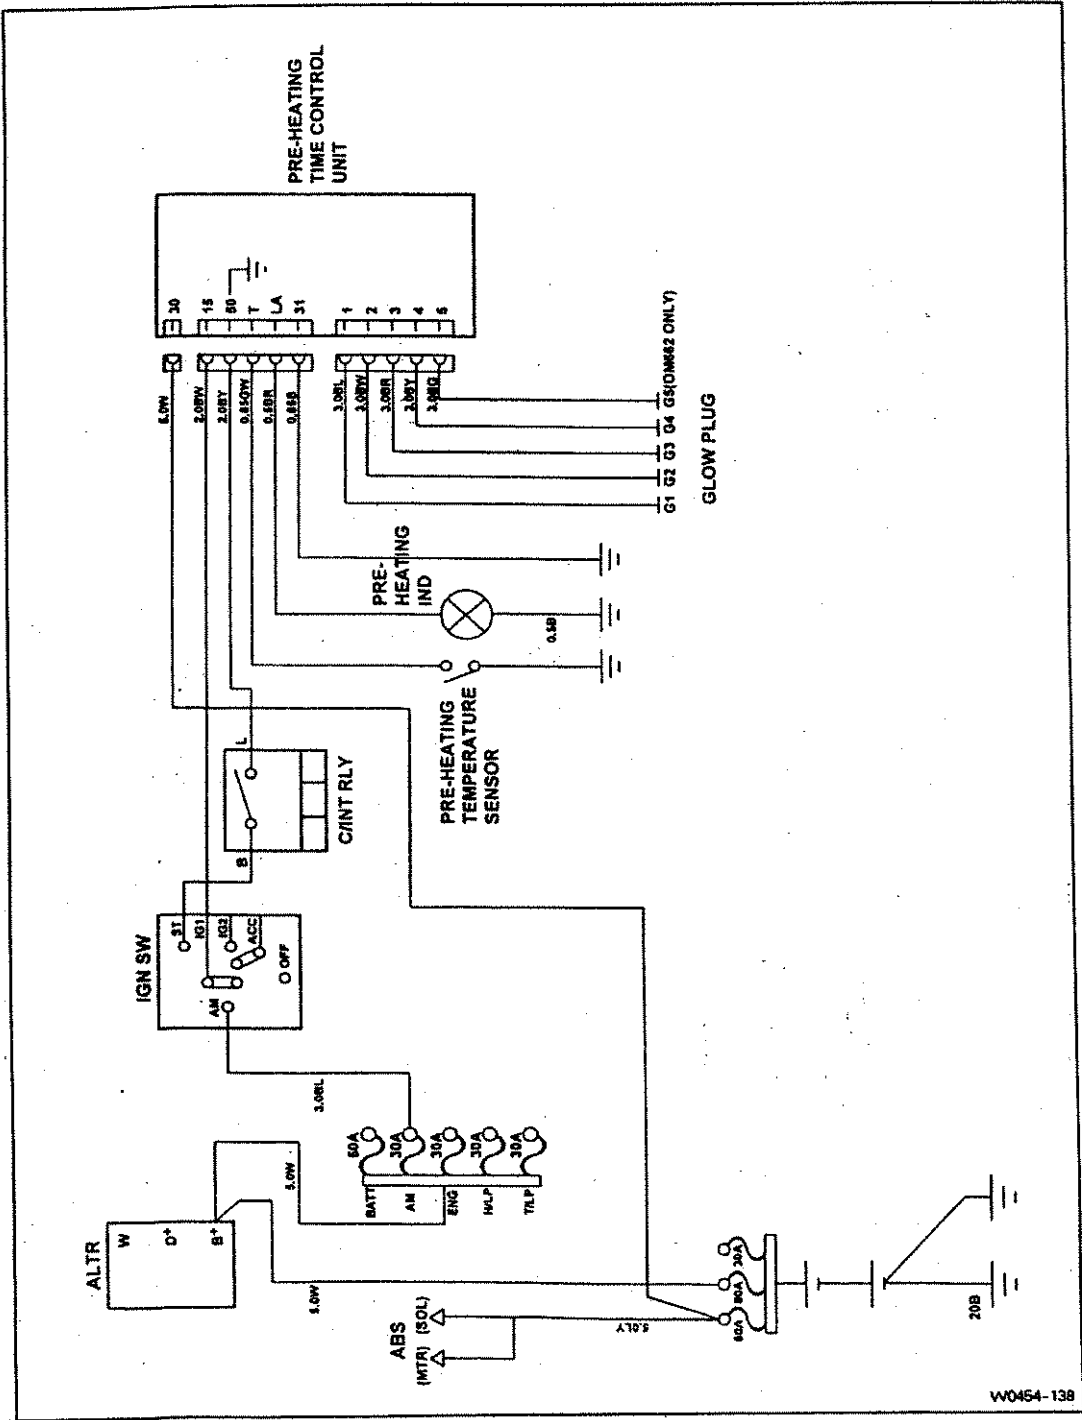 PRE-HEATING
TIME CONTROL
UNIT
30
15
50
T
LA
31
1
2
3
4
5
5.0W
2.0BW
2.0BY
0.85GW
0.5BR
0.85B
3.0BL
3.0BW
3.0BR
3.0BY
3.0BG
G1
G2
G3
G4
G5(OM662 ONLY)
GLOW PLUG
PRE-
HEATING
IND
0.5B
PRE-HEATING
TEMPERATURE
SENSOR
L
B
C/INT RLY
IGN SW
ST
IG1
IG2
ACC
OFF
AM
3.0BL
60A
30A
30A
30A
30A
BATT
AM
ENG
H/LP
T/LP
5.0W
ALTR
W
D+
B+
5.0W
ABS
(MTR)
(SOL)
5.0LY
60A
80A
30A
20B
W0454-138